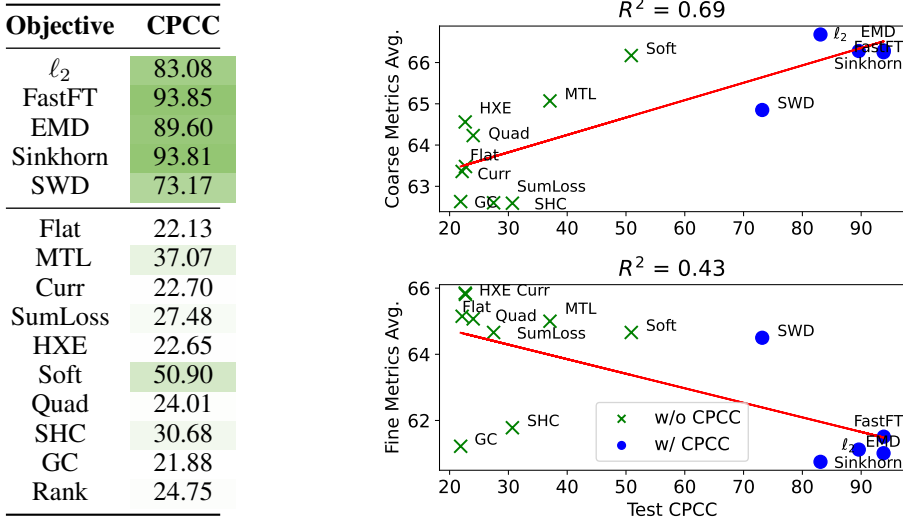 Objective CPCC
ℓ₂ 83.08
FastFT 93.85
EMD 89.60
Sinkhorn 93.81
SWD 73.17
Flat 22.13
MTL 37.07
Curr 22.70
SumLoss 27.48
HXE 22.65
Soft 50.90
Quad 24.01
SHC 30.68
GC 21.88
Rank 24.75
R² = 0.69
Coarse Metrics Avg.
66
65
64
63
ℓ₂ EMD
FastFT
Sinkhorn
Soft
MTL
SWD
HXE
Quad
Flat
Curr
SumLoss
GC
SHC
20 30 40 50 60 70 80 90
R² = 0.43
Fine Metrics Avg.
66
64
62
HXE Curr
Flat
Quad
MTL
SumLoss
Soft
SWD
SHC
GC
FastFT
ℓ₂ EMD
Sinkhorn
w/o CPCC
w/ CPCC
20 30 40 50 60 70 80 90
Test CPCC